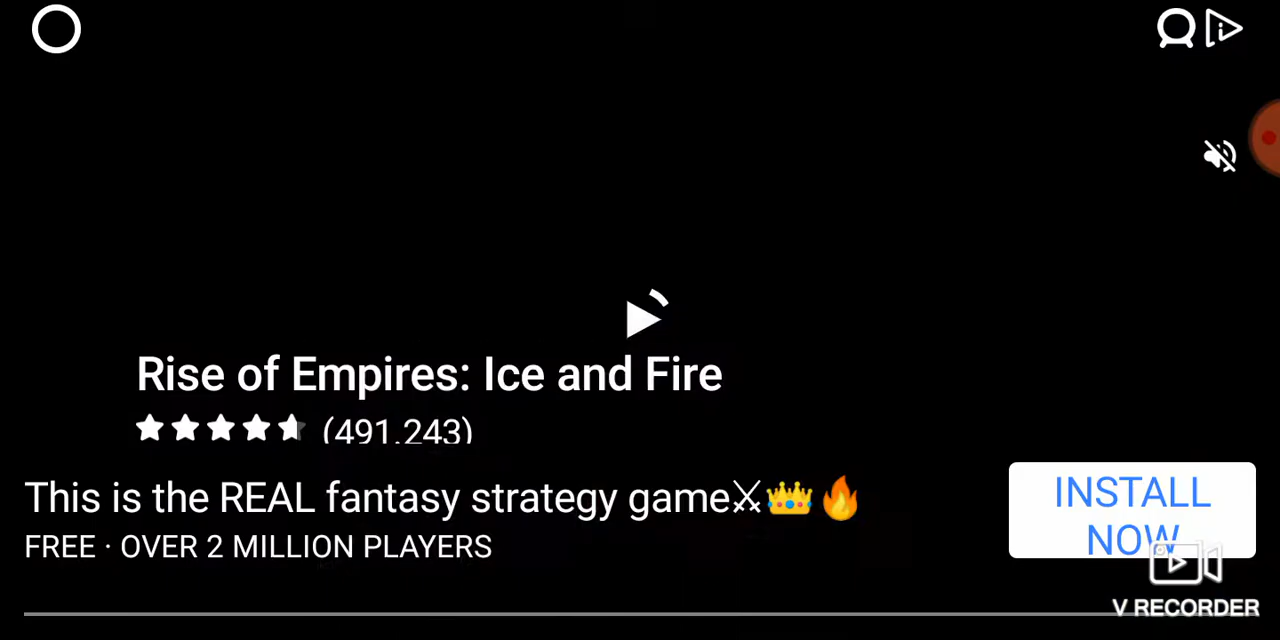 Rise of Empires: Ice and Fire
(491,243)
This is the REAL fantasy strategy game⚔👑🔥
FREE · OVER 2 MILLION PLAYERS
INSTALL
NOW
V RECORDER